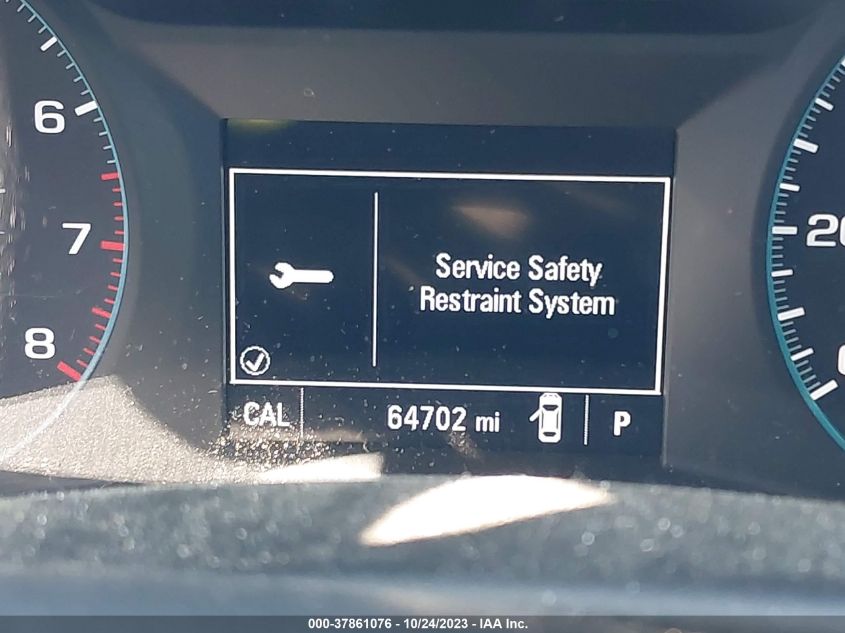 6
7
8
Service Safety
Restraint System
CAL
64702 mi
P
20
000-37861076 - 10/24/2023 - IAA Inc.